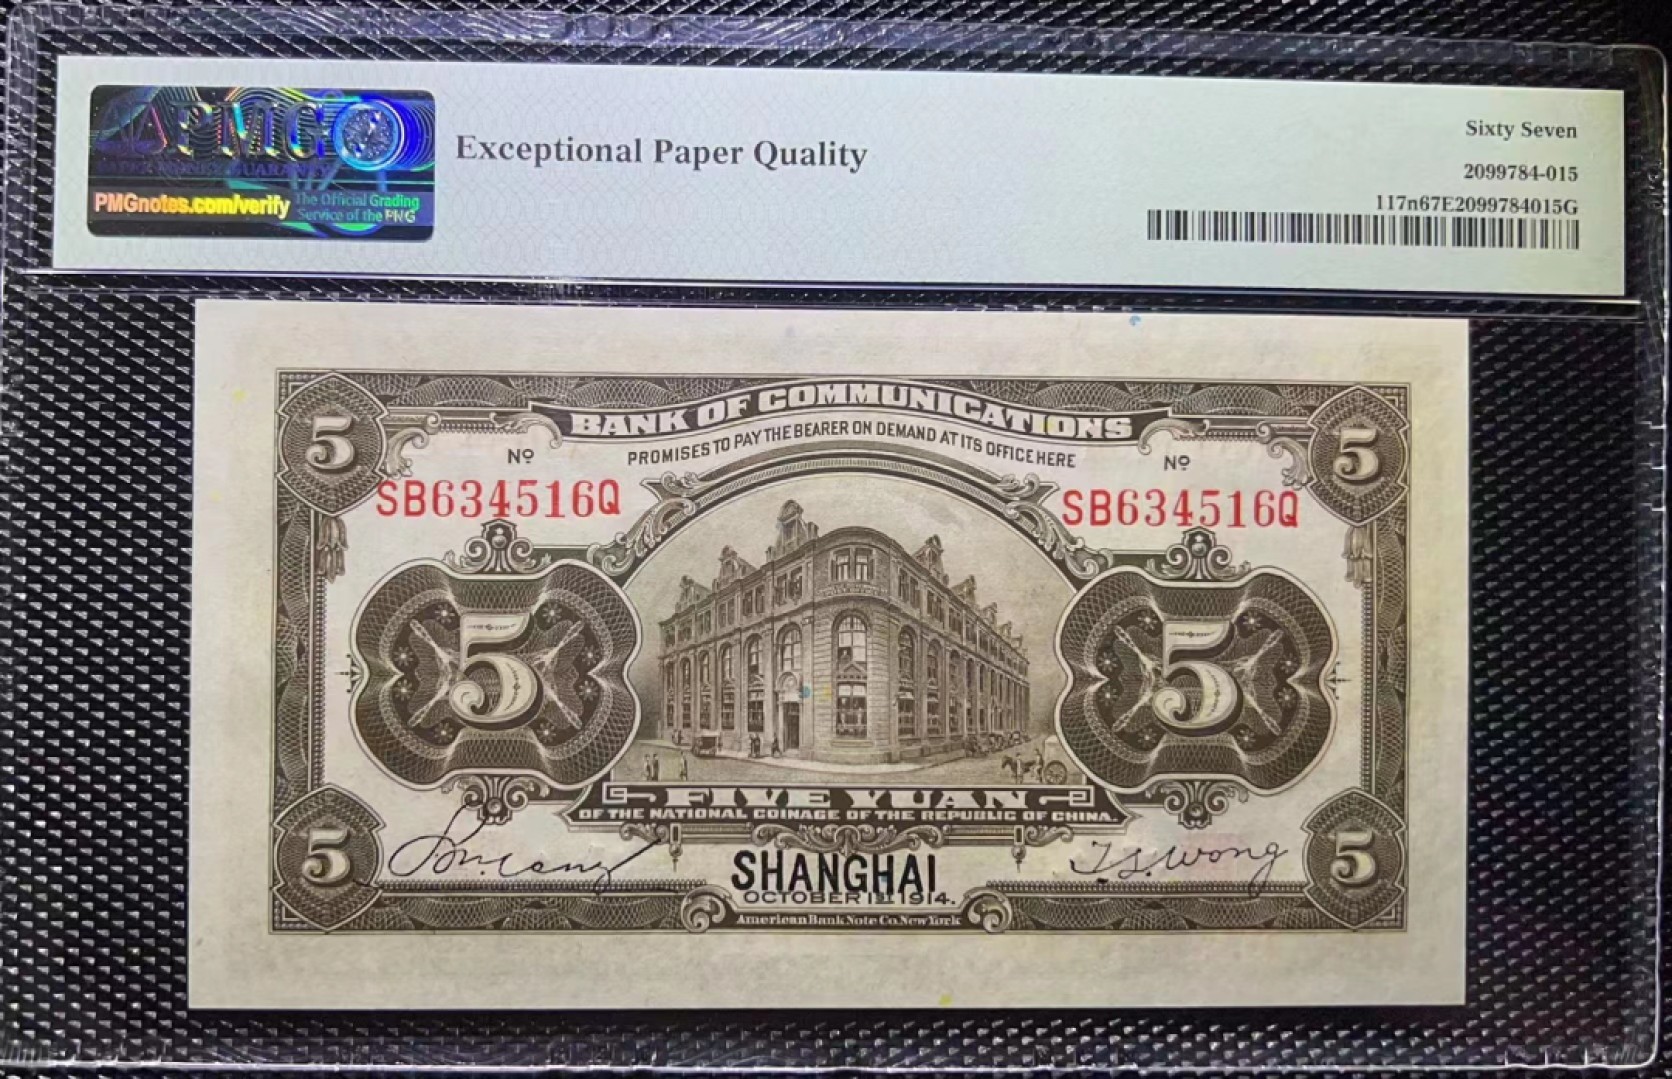 PMG
PMGnotes.com/verify
The Official Grading
Service of the PNG
Exceptional Paper Quality
Sixty Seven
2099784-015
117n67E2099784015G
BANK OF COMMUNICATIONS
PROMISES TO PAY THE BEARER ON DEMAND AT ITS OFFICE HERE
5 5
Nº Nº
SB634516Q SB634516Q
5 5
FIVE YUAN
OF THE NATIONAL COINAGE OF THE REPUBLIC OF CHINA.
5 T.S. Wong 5
SHANGHAI
OCTOBER 1ST 1914.
American Bank Note Co. New York